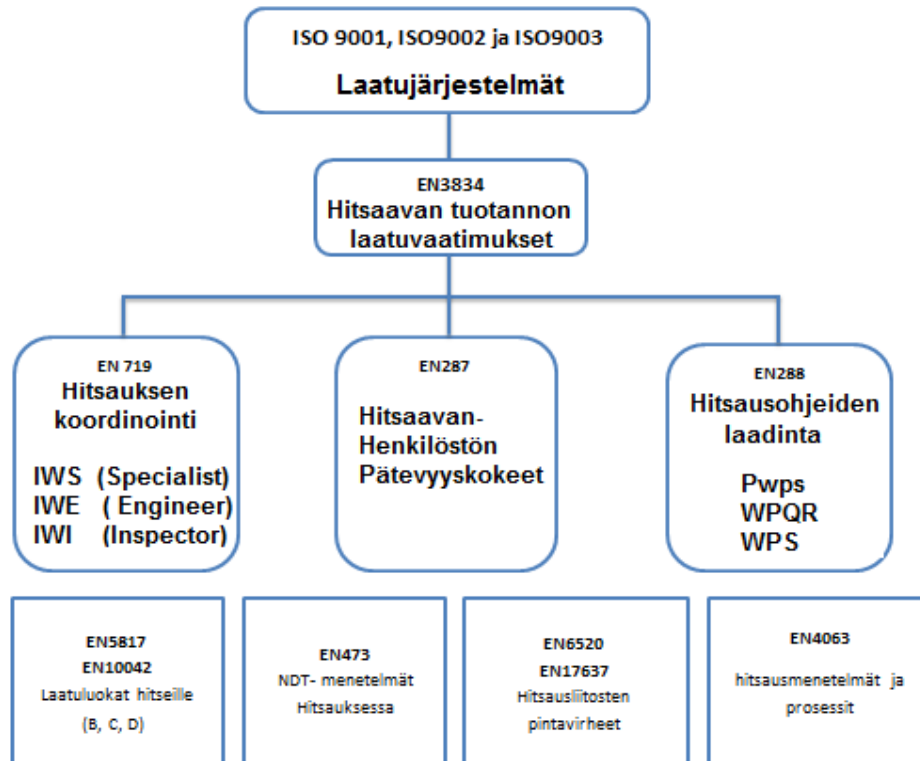 ISO 9001, ISO9002 ja ISO9003
Laatujärjestelmät
EN3834
Hitsaavan tuotannon
laatuvaatimukset
EN 719
Hitsauksen
koordinointi
IWS (Specialist)
IWE ( Engineer)
IWI (Inspector)
EN287
Hitsaavan-
Henkilöstön
Pätevyyskokeet
EN288
Hitsausohjeiden
laadinta
Pwps
WPQR
WPS
EN5817
EN10042
Laatuluokat hitseille
(B, C, D)
EN473
NDT- menetelmät
Hitsauksessa
EN6520
EN17637
Hitsausliitosten
pintavirheet
EN4063
hitsausmenetelmät ja
prosessit